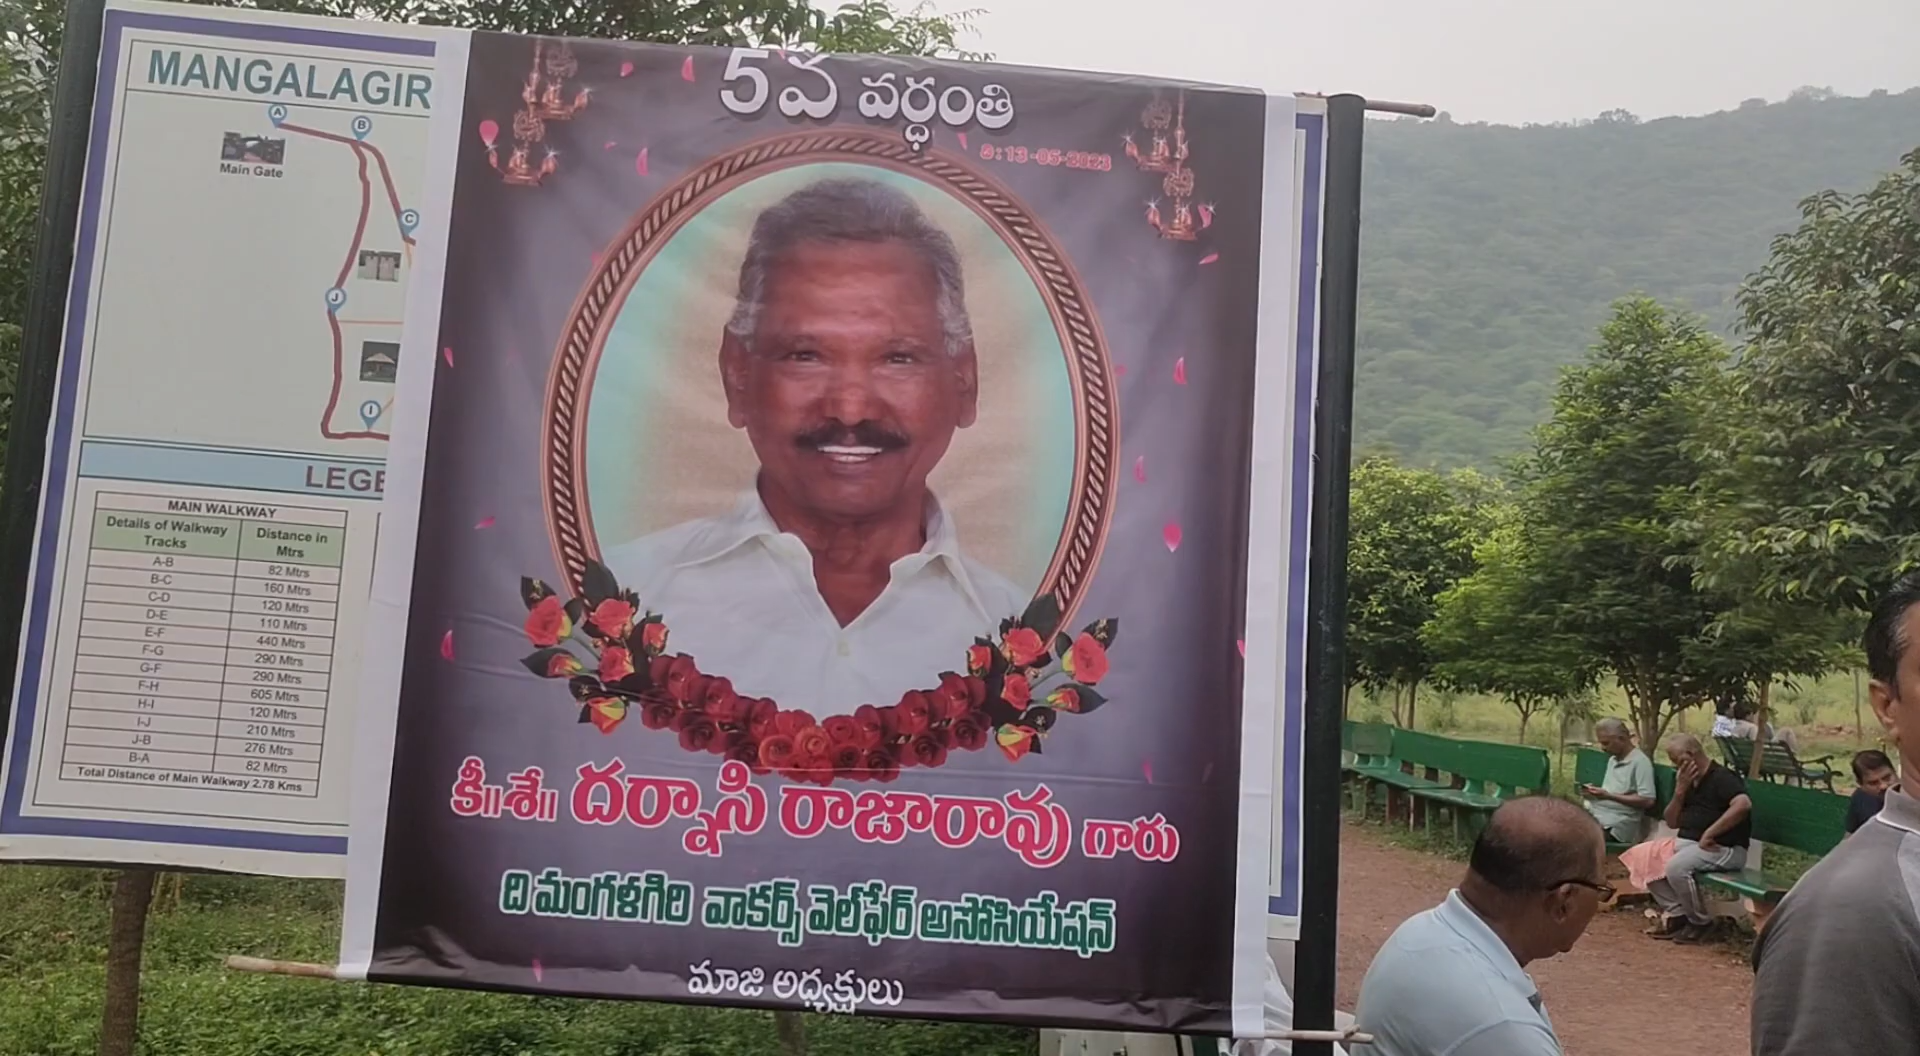 MANGALAGIR
A
B
Main Gate
C
J
I
LEGE
MAIN WALKWAY
Details of Walkway Tracks Distance in Mtrs
A-B 82 Mtrs
B-C 160 Mtrs
C-D 120 Mtrs
D-E 110 Mtrs
E-F 440 Mtrs
F-G 290 Mtrs
G-F 290 Mtrs
F-H 605 Mtrs
H-I 120 Mtrs
I-J 210 Mtrs
J-B 276 Mtrs
B-A 82 Mtrs
Total Distance of Main Walkway 2.78 Kms
5వ వర్ధంతి
ది:13-05-2023
కీ||శే|| దర్నాసి రాజారావు గారు
ది మంగళగిరి వాకర్స్ వెల్‌ఫేర్ అసోసియేషన్
మాజి అధ్యక్షులు